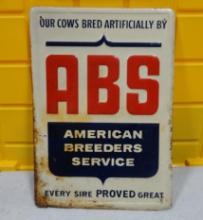 OUR COWS BRED ARTIFICIALLY BY
ABS
AMERICAN
BREEDERS
SERVICE
EVERY SIRE PROVED GREAT